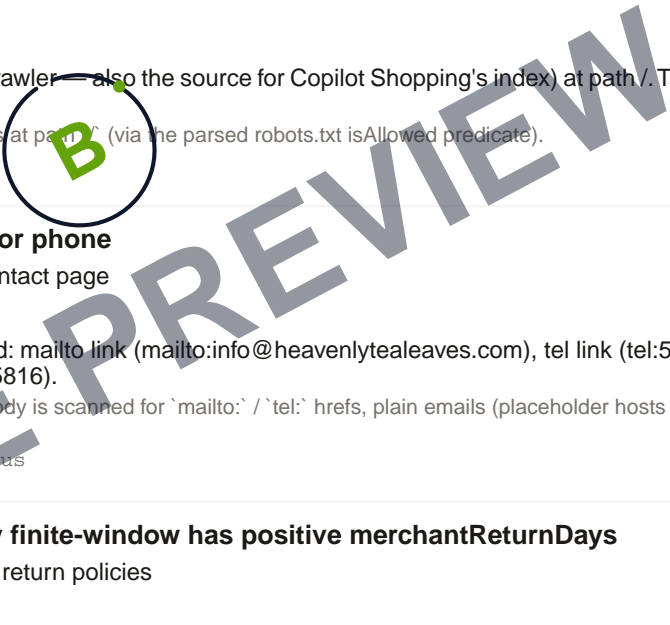 awler — also the source for Copilot Shopping's index) at path /. T
s at path `/` (via the parsed robots.txt isAllowed predicate).
B
or phone
ntact page
d: mailto link (mailto:info@heavenlytealeaves.com), tel link (tel:5
5816).
ody is scanned for `mailto:` / `tel:` hrefs, plain emails (placeholder hosts
us
E PREVIEW
y finite-window has positive merchantReturnDays
return policies